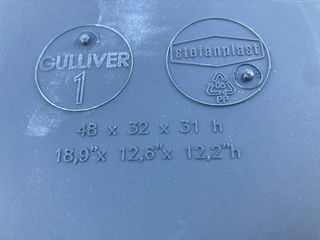 GULLIVER
1
stefanplast
05
PP
48 x 32 x 31 h
18,9"x 12,6"x 12,2"h